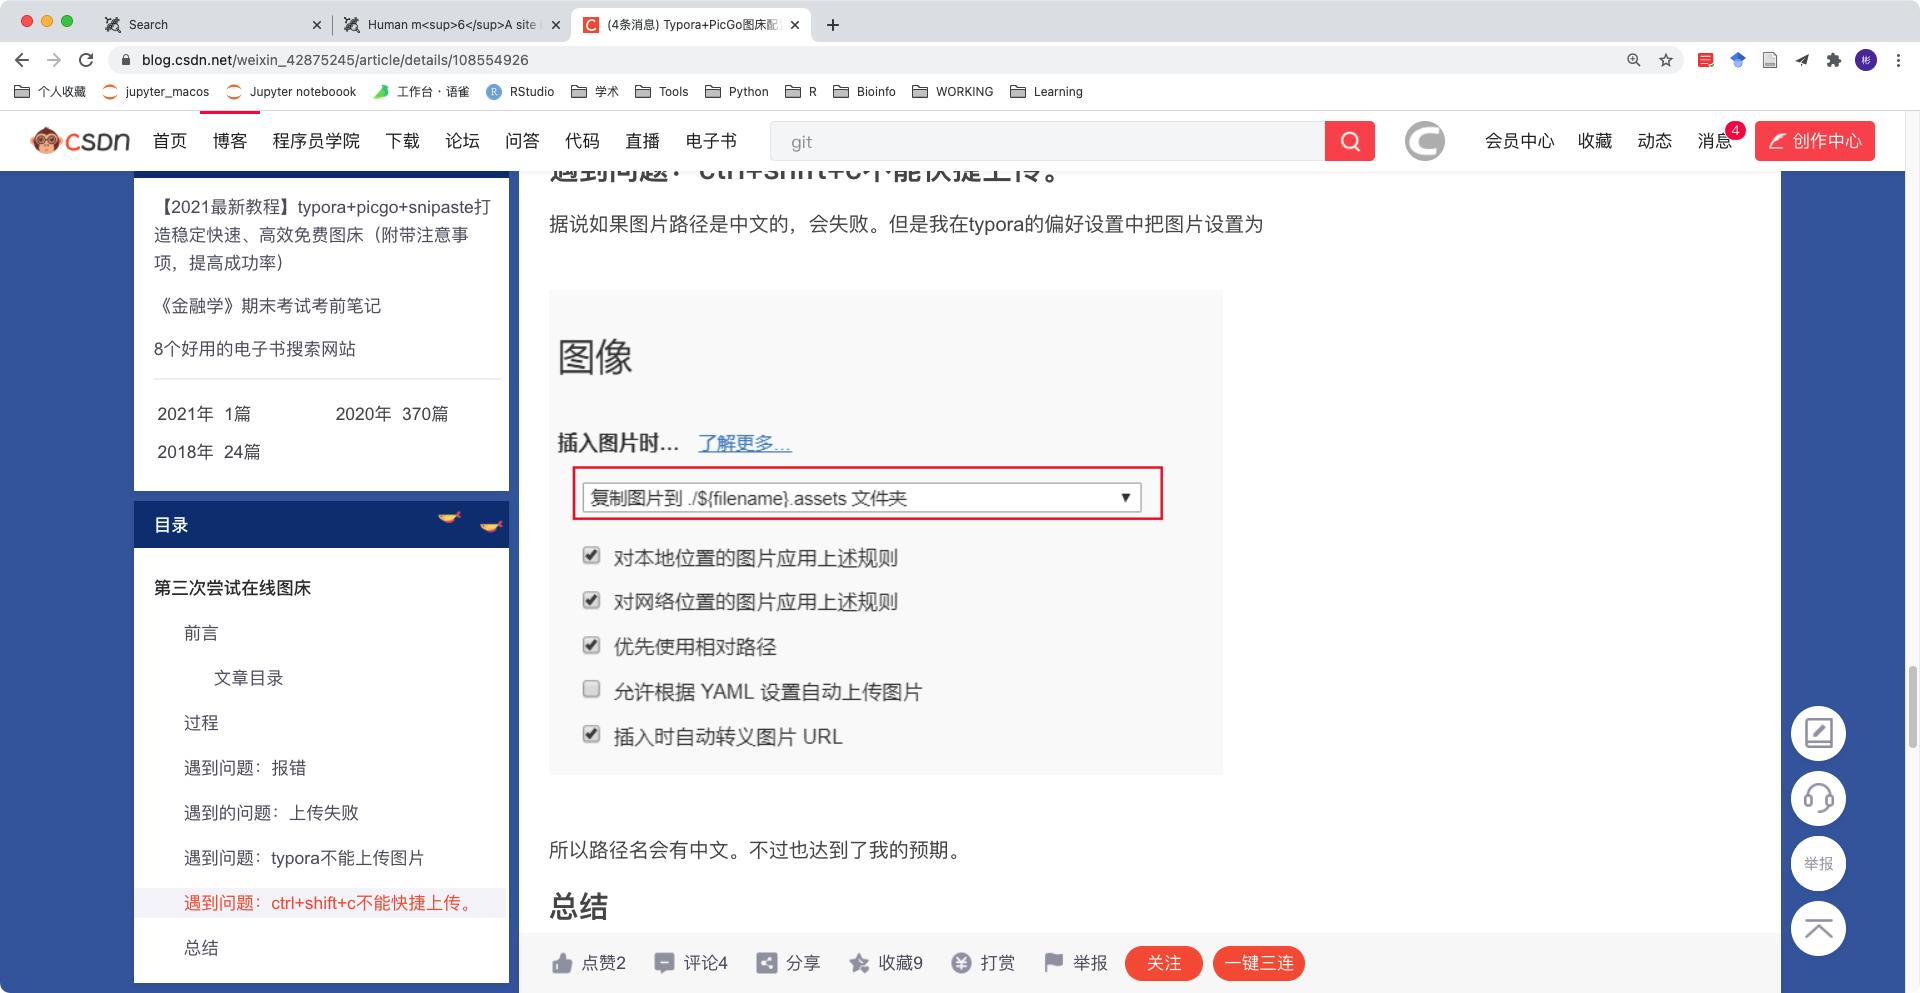 Search
Human m<sup>6</sup>A site
(4条消息) Typora+PicGo图床配
blog.csdn.net/weixin_42875245/article/details/108554926
彬
个人收藏
jupyter_macos
Jupyter noteboook
工作台 · 语雀
RStudio
学术
Tools
Python
R
Bioinfo
WORKING
Learning
CSDN
首页
博客
程序员学院
下载
论坛
问答
代码
直播
电子书
git
会员中心
收藏
动态
消息
4
创作中心
【2021最新教程】typora+picgo+snipaste打
造稳定快速、高效免费图床（附带注意事
项，提高成功率）
《金融学》期末考试考前笔记
8个好用的电子书搜索网站
2021年 1篇
2020年 370篇
2018年 24篇
目录
第三次尝试在线图床
前言
文章目录
过程
遇到问题：报错
遇到的问题：上传失败
遇到问题：typora不能上传图片
遇到问题：ctrl+shift+c不能快捷上传。
总结
遇到问题：ctrl+shift+c不能快捷上传。
据说如果图片路径是中文的，会失败。但是我在typora的偏好设置中把图片设置为
图像
插入图片时... 了解更多...
复制图片到 ./${filename}.assets 文件夹
对本地位置的图片应用上述规则
对网络位置的图片应用上述规则
优先使用相对路径
允许根据 YAML 设置自动上传图片
插入时自动转义图片 URL
所以路径名会有中文。不过也达到了我的预期。
总结
点赞2
评论4
分享
收藏9
打赏
举报
关注
一键三连
举报